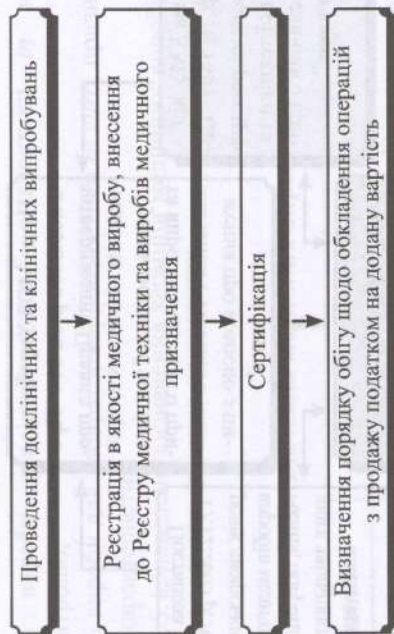 Проведення доклінічних та клінічних випробувань
Реєстрація в якості медичного виробу, внесення
до Реєстру медичної техніки та виробів медичного
призначення
Сертифікація
Визначення порядку обігу щодо обкладення операцій
з продажу податком на додану вартість